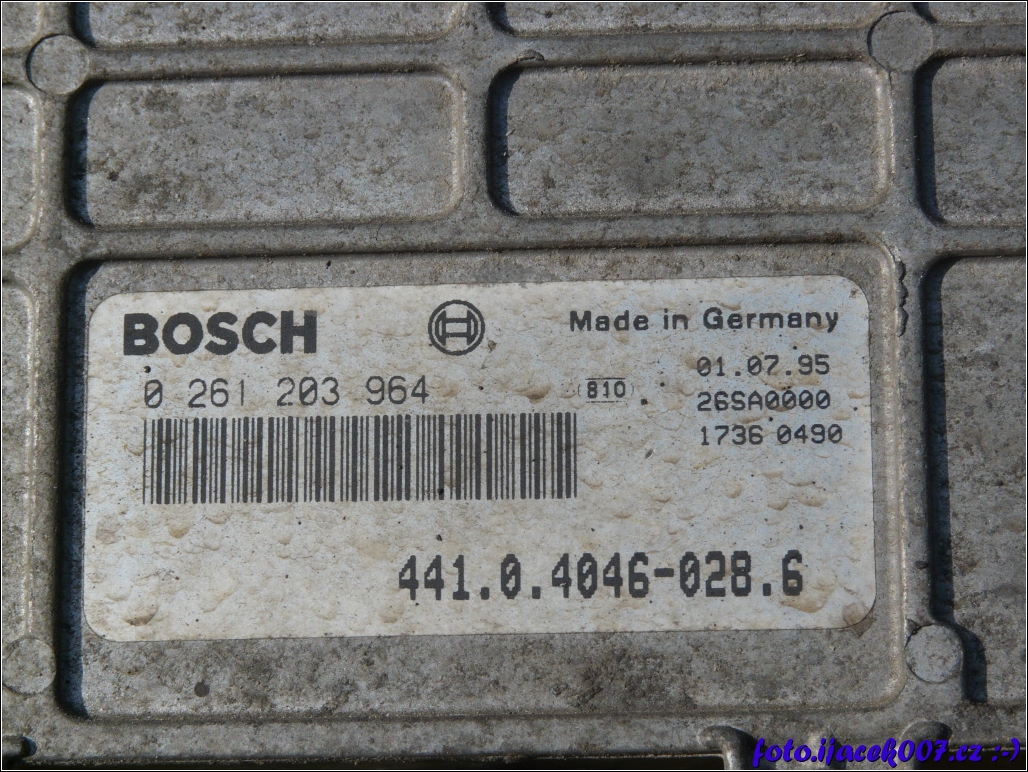 BOSCH
Made in Germany
0 261 203 964
810
01.07.95
26SA0000
1736 0490
441.0.4046-028.6
foto.ijacek007.cz :-)